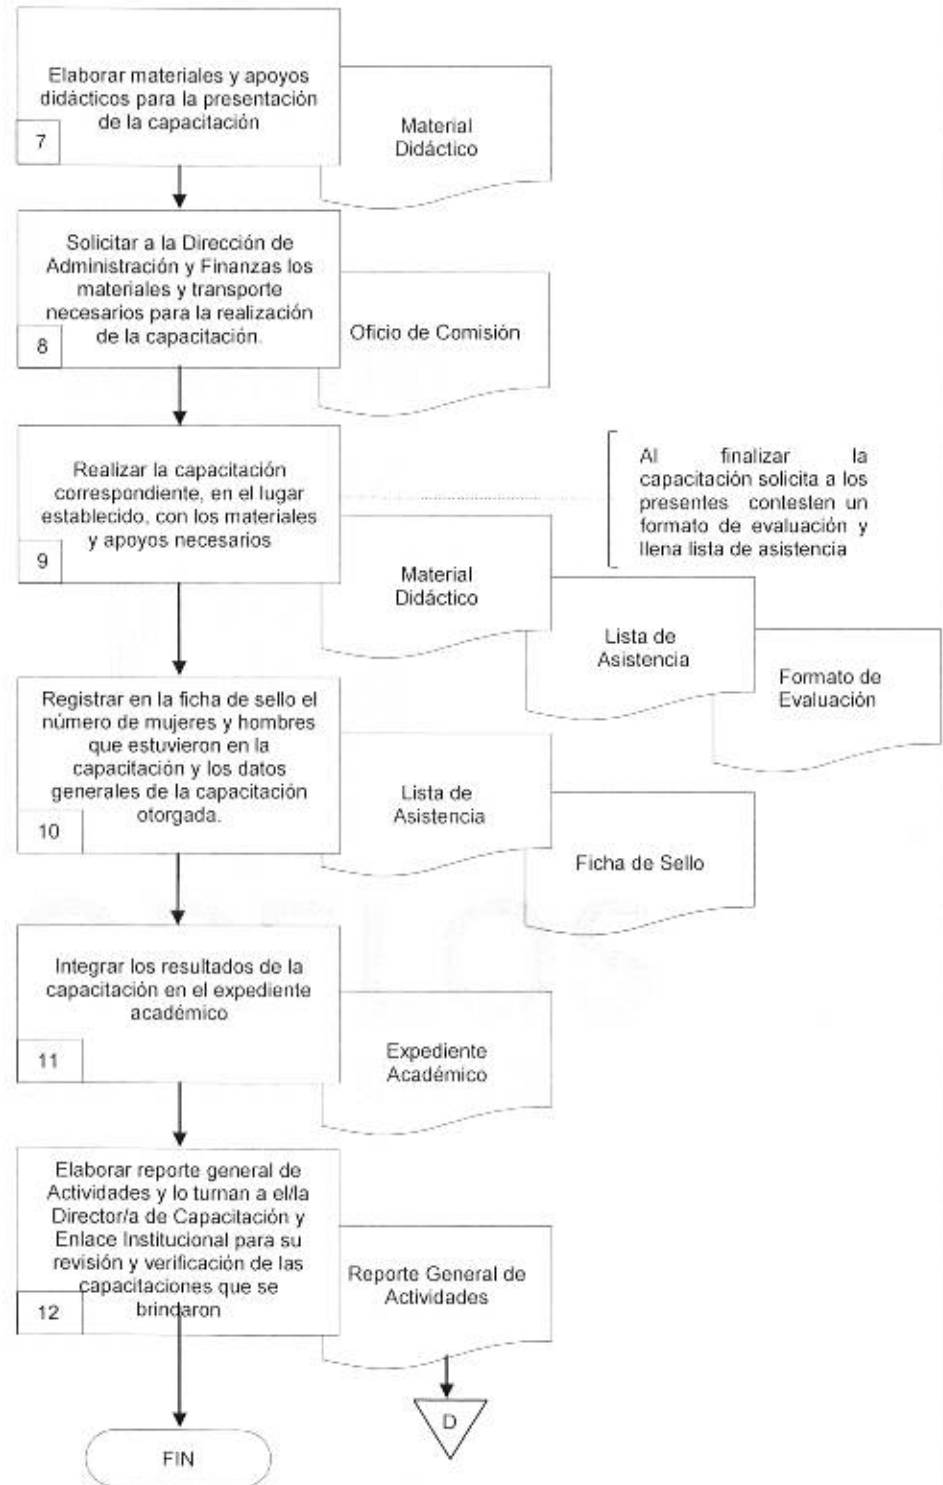 Elaborar materiales y apoyos
didácticos para la presentación
de la capacitación
7
Material
Didáctico
Solicitar a la Dirección de
Administración y Finanzas los
materiales y transporte
necesarios para la realización
de la capacitación.
8
Oficio de Comisión
Realizar la capacitación
correspondiente, en el lugar
establecido, con los materiales
y apoyos necesarios
9
Al finalizar la
capacitación solicita a los
presentes contesten un
formato de evaluación y
llena lista de asistencia
Material
Didáctico
Lista de
Asistencia
Formato de
Evaluación
Registrar en la ficha de sello el
número de mujeres y hombres
que estuvieron en la
capacitación y los datos
generales de la capacitación
otorgada.
10
Lista de
Asistencia
Ficha de Sello
Integrar los resultados de la
capacitación en el expediente
académico
11
Expediente
Académico
Elaborar reporte general de
Actividades y lo turnan a el/la
Director/a de Capacitación y
Enlace Institucional para su
revisión y verificación de las
capacitaciones que se
brindaron
12
Reporte General de
Actividades
D
FIN